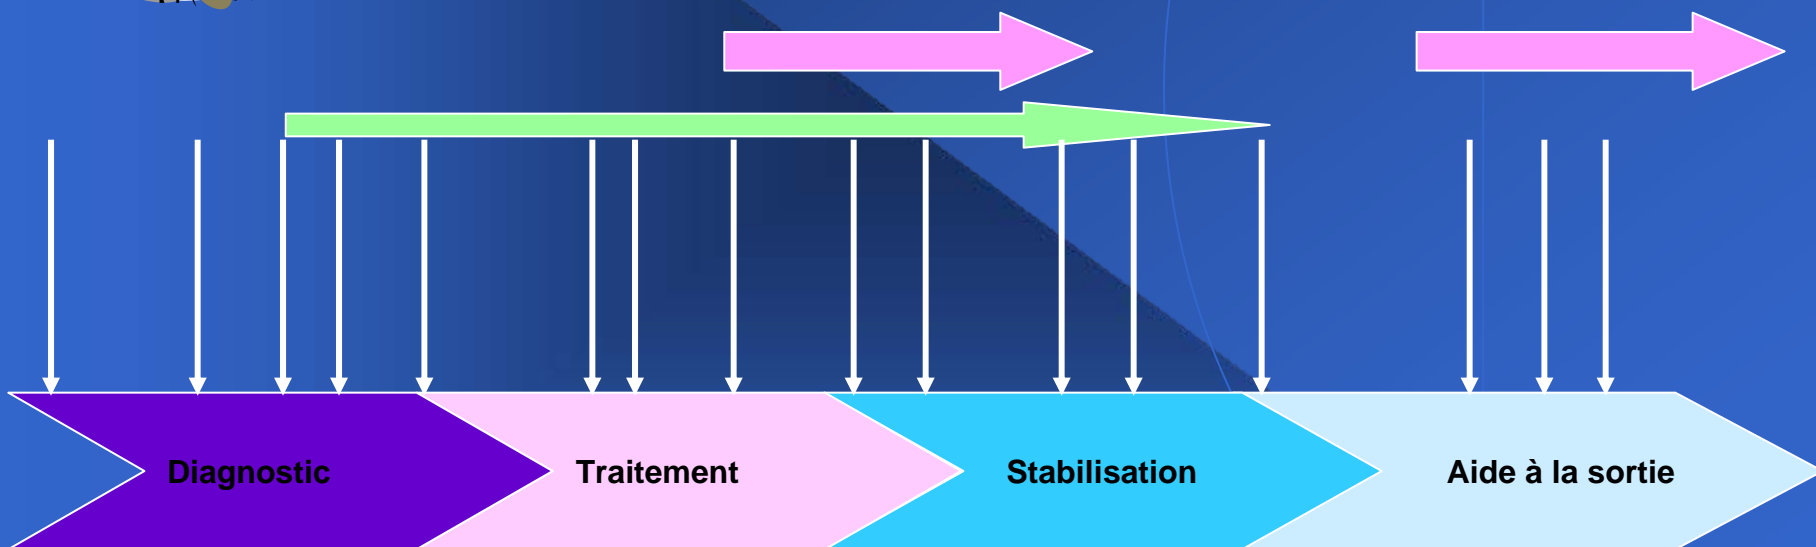 Diagnostic
Traitement
Stabilisation
Aide à la sortie